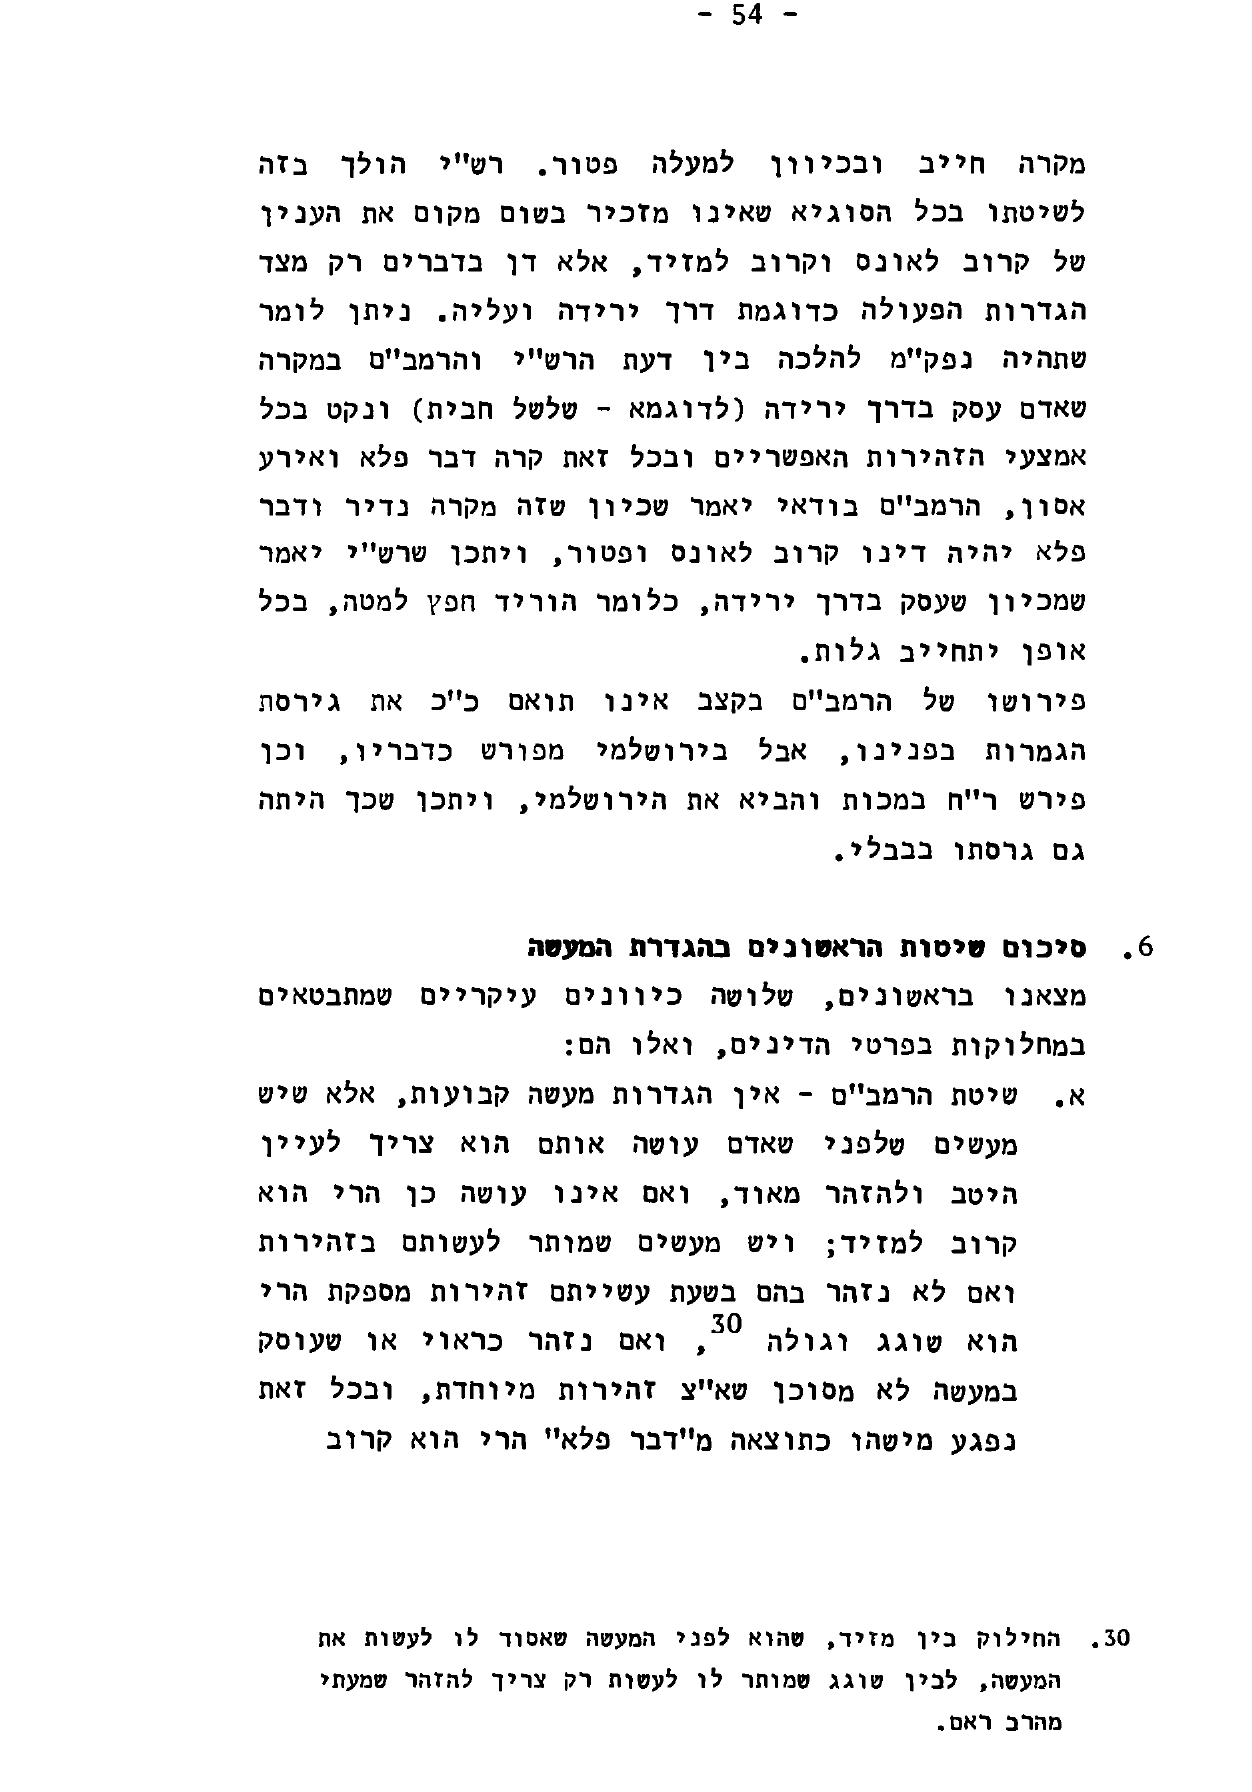 - 54 -
מקרה חייב ובכיוון למעלה פטור. רש"י הולך בזה
לשיטתו בכל הסוגיא שאינו מזכיר בשום מקום את הענין
של קרוב לאונס וקרוב למזיד, אלא דן בדברים רק מצד
הגדרות הפעולה כדוגמת דרך ירידה ועליה. ניתן לומר
שתהיה נפק"מ להלכה בין דעת הרש"י והרמב"ם במקרה
שאדם עסק בדרך ירידה (לדוגמא - שלשל חבית) ונקט בכל
אמצעי הזהירות האפשריים ובכל זאת קרה דבר פלא ואירע
אסון, הרמב"ם בודאי יאמר שכיון שזה מקרה נדיר ודבר
פלא יהיה דינו קרוב לאונס ופטור, ויתכן שרש"י יאמר
שמכיון שעסק בדרך ירידה, כלומר הוריד חפץ למטה, בכל
אופן יתחייב גלות.
פירושו של הרמב"ם בקצב אינו תואם כ"כ את גירסת
הגמרות בפנינו, אבל בירושלמי מפורש כדבריו, וכן
פירש ר"ח במכות והביא את הירושלמי, ויתכן שכך היתה
גם גרסתו בבבלי.
6. סיכום שיטות הראשונים בהגדרת המעשה
מצאנו בראשונים, שלושה כיוונים עיקריים שמתבטאים
במחלוקות בפרטי הדינים, ואלו הם:
א. שיטת הרמב"ם - אין הגדרות מעשה קבועות, אלא שיש
מעשים שלפני שאדם עושה אותם הוא צריך לעיין
היטב ולהזהר מאוד, ואם אינו עושה כן הרי הוא
קרוב למזיד; ויש מעשים שמותר לעשותם בזהירות
ואם לא נזהר בהם בשעת עשייתם זהירות מספקת הרי
הוא שוגג וגולה 30, ואם נזהר כראוי או שעוסק
במעשה לא מסוכן שא"צ זהירות מיוחדת, ובכל זאת
נפגע מישהו כתוצאה מ"דבר פלא" הרי הוא קרוב
30. החילוק בין מזיד, שהוא לפני המעשה שאסוד לו לעשות את
המעשה, לבין שוגג שמותר לו לעשות רק צריך להזהר שמעתי
מהרב ראם.